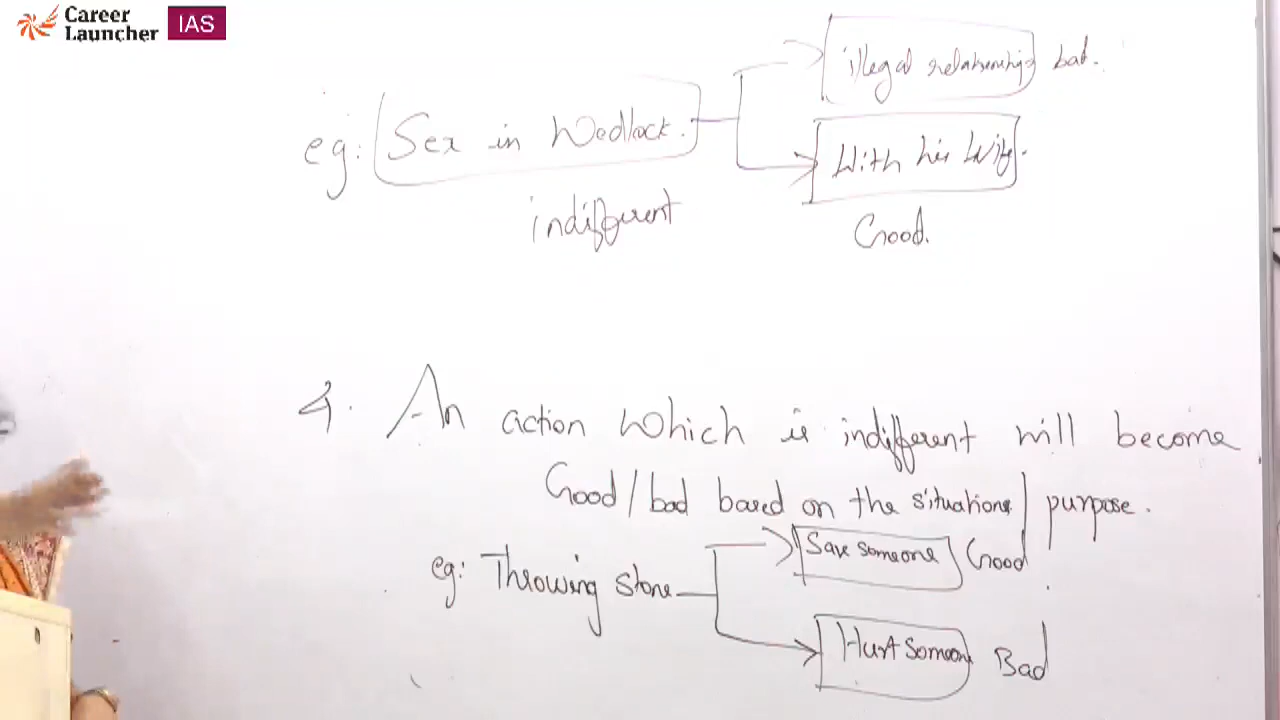 Career
Launcher IAS
illegal relationship bad.
eg: Sex in Wedlock.
With his Wife.
indifferent
Good.
4. An action which is indifferent will become
Good/bad based on the situations/purpose.
Save someone Good
eg: Throwing stone
Hurt someone Bad